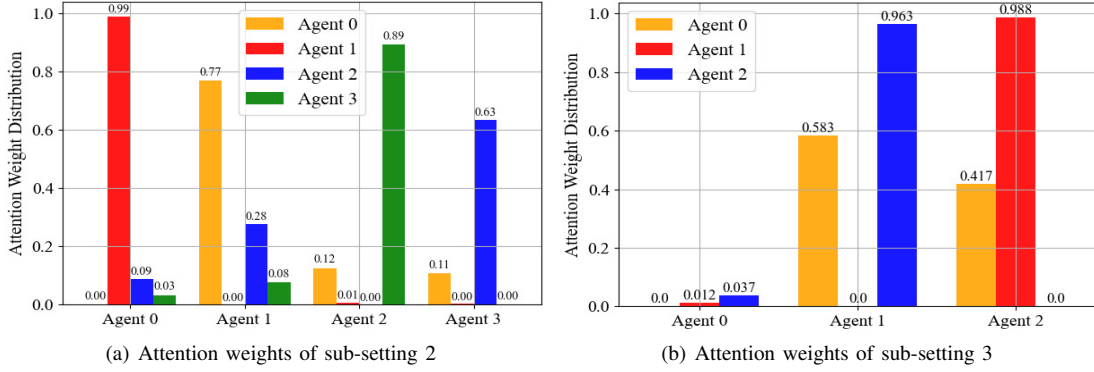 1.0
0.8
0.6
0.4
0.2
0.0
Attention Weight Distribution
Agent 0
Agent 1
Agent 2
Agent 3
0.00 0.99 0.09 0.03
0.77 0.00 0.28 0.08
0.12 0.01 0.00 0.89
0.11 0.00 0.63 0.00
Agent 0 Agent 1 Agent 2 Agent 3
(a) Attention weights of sub-setting 2
1.0
0.8
0.6
0.4
0.2
0.0
Attention Weight Distribution
Agent 0
Agent 1
Agent 2
0.0 0.012 0.037
0.583 0.0 0.963
0.417 0.988 0.0
Agent 0 Agent 1 Agent 2
(b) Attention weights of sub-setting 3